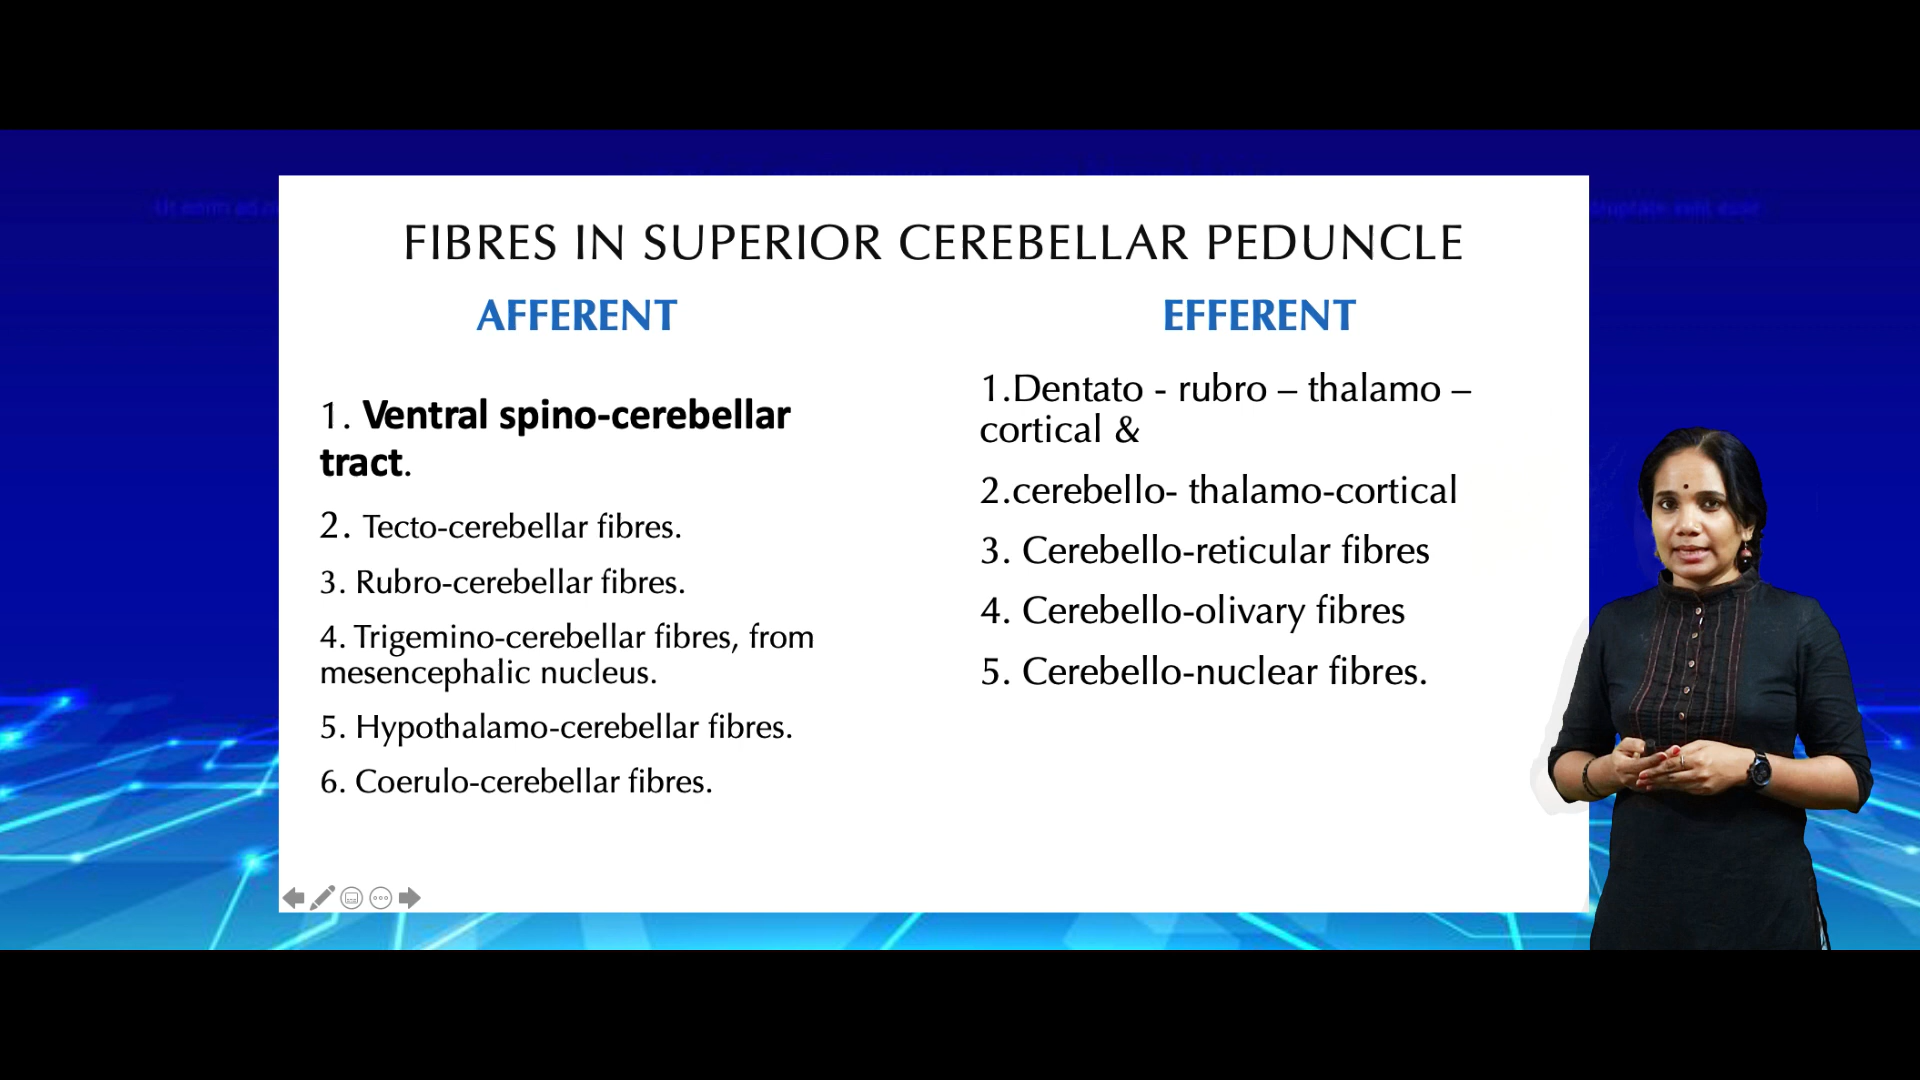 FIBRES IN SUPERIOR CEREBELLAR PEDUNCLE
AFFERENT
1. Ventral spino-cerebellar
tract.
2. Tecto-cerebellar fibres.
3. Rubro-cerebellar fibres.
4. Trigemino-cerebellar fibres, from
mesencephalic nucleus.
5. Hypothalamo-cerebellar fibres.
6. Coerulo-cerebellar fibres.
EFFERENT
1.Dentato - rubro – thalamo –
cortical &
2.cerebello- thalamo-cortical
3. Cerebello-reticular fibres
4. Cerebello-olivary fibres
5. Cerebello-nuclear fibres.